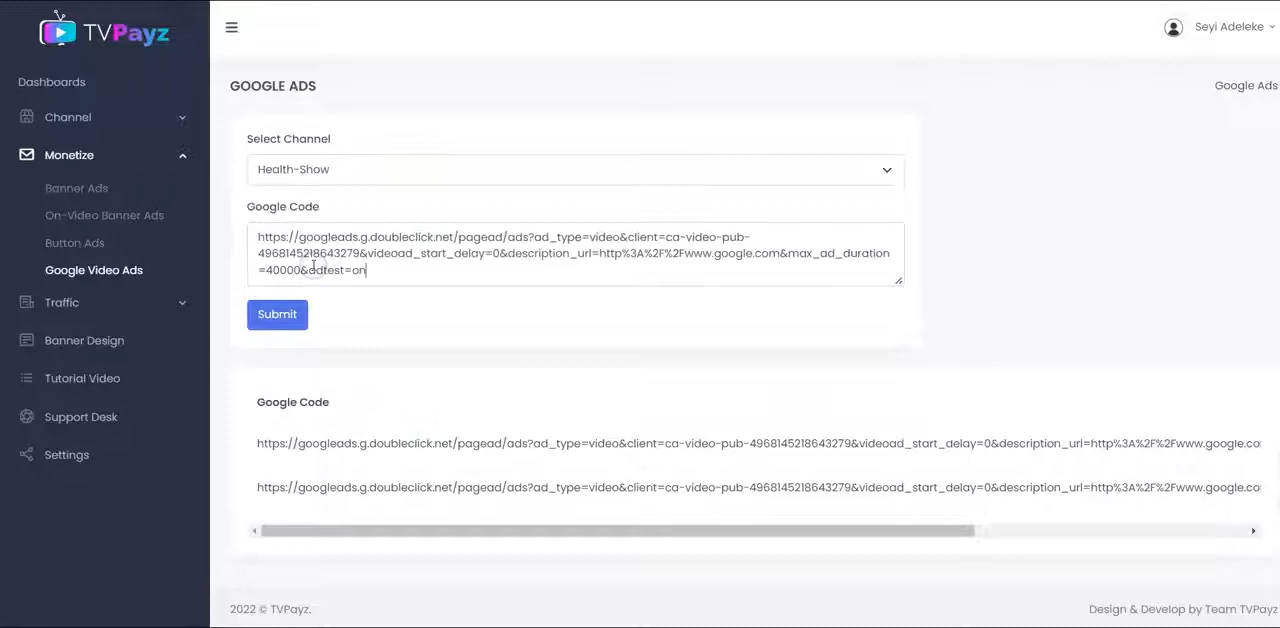 TVPayz
Seyi Adeleke
Dashboards
Channel
Monetize
Banner Ads
On-Video Banner Ads
Button Ads
Google Video Ads
Traffic
Banner Design
Tutorial Video
Support Desk
Settings
GOOGLE ADS
Google Ads
Select Channel
Health-Show
Google Code
https://googleads.g.doubleclick.net/pagead/ads?ad_type=video&client=ca-video-pub-
4968145218643279&videoad_start_delay=0&description_url=http%3A%2F%2Fwww.google.com&max_ad_duration
=40000&adtest=on
Submit
Google Code
https://googleads.g.doubleclick.net/pagead/ads?ad_type=video&client=ca-video-pub-4968145218643279&videoad_start_delay=0&description_url=http%3A%2F%2Fwww.google.co
https://googleads.g.doubleclick.net/pagead/ads?ad_type=video&client=ca-video-pub-4968145218643279&videoad_start_delay=0&description_url=http%3A%2F%2Fwww.google.co
2022 © TVPayz.
Design & Develop by Team TVPayz